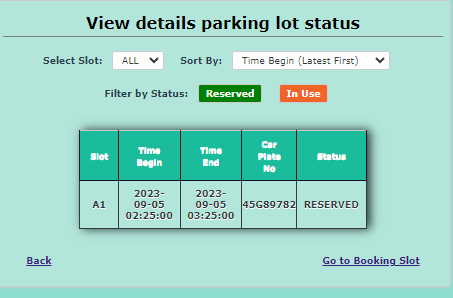 View details parking lot status
Select Slot: ALL Sort By: Time Begin (Latest First)
Filter by Status: Reserved In Use
Slot Time Begin Time End Car Plate No Status
A1 2023-09-05 02:25:00 2023-09-05 03:25:00 45G89782 RESERVED
Back Go to Booking Slot